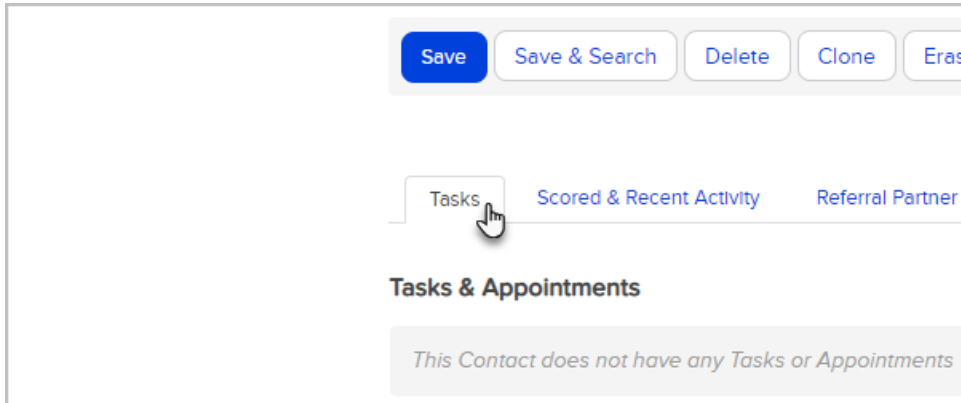 Save Save & Search Delete Clone Eras
Tasks Scored & Recent Activity Referral Partner
Tasks & Appointments
This Contact does not have any Tasks or Appointments